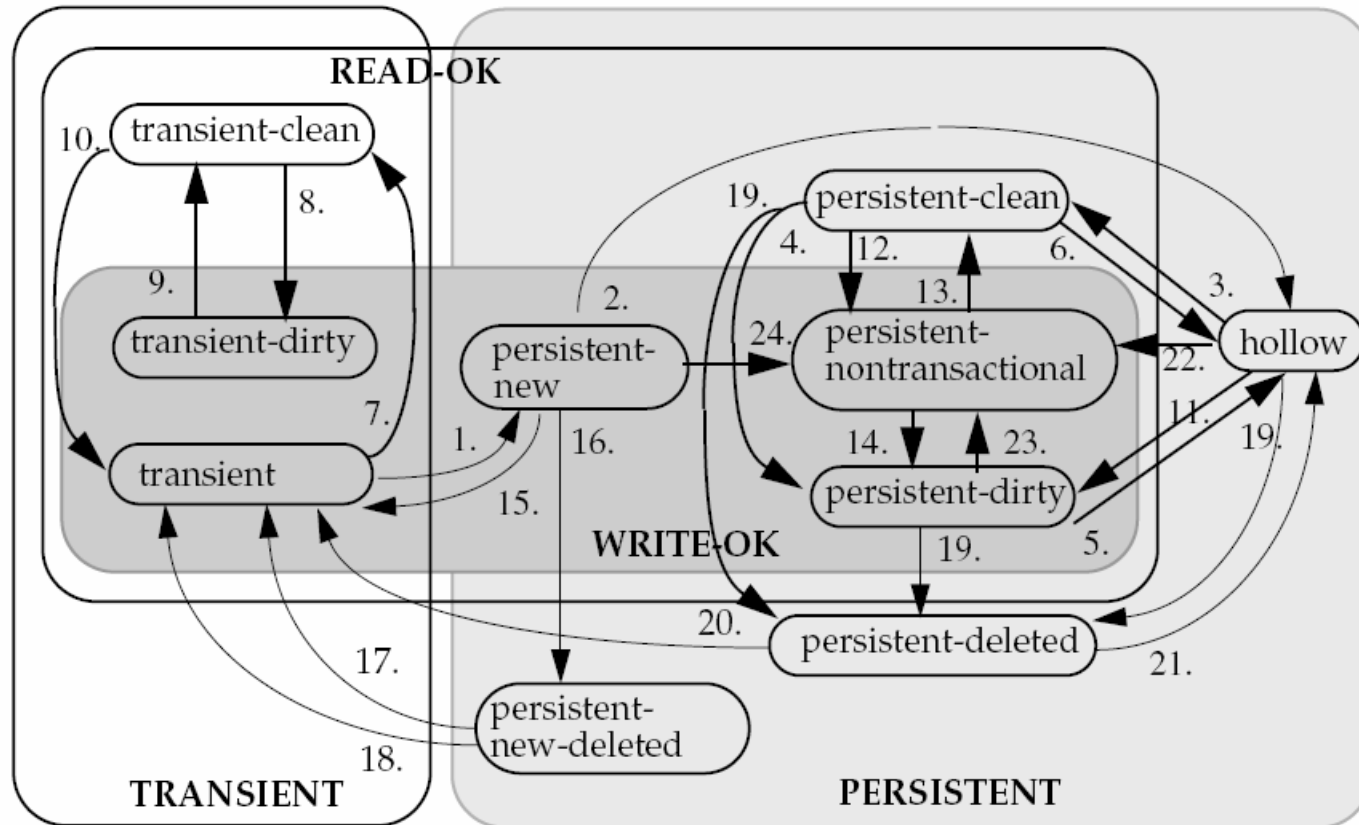 READ-OK
10.
transient-clean
8.
9.
transient-dirty
7.
transient
1.
15.
2.
persistent-
new
16.
24.
19.
4.
persistent-clean
12.
6.
13.
3.
persistent-
nontransactional
22.
hollow
14.
23.
11.
19.
persistent-dirty
5.
19.
WRITE-OK
20.
persistent-deleted
21.
17.
18.
persistent-
new-deleted
TRANSIENT
PERSISTENT